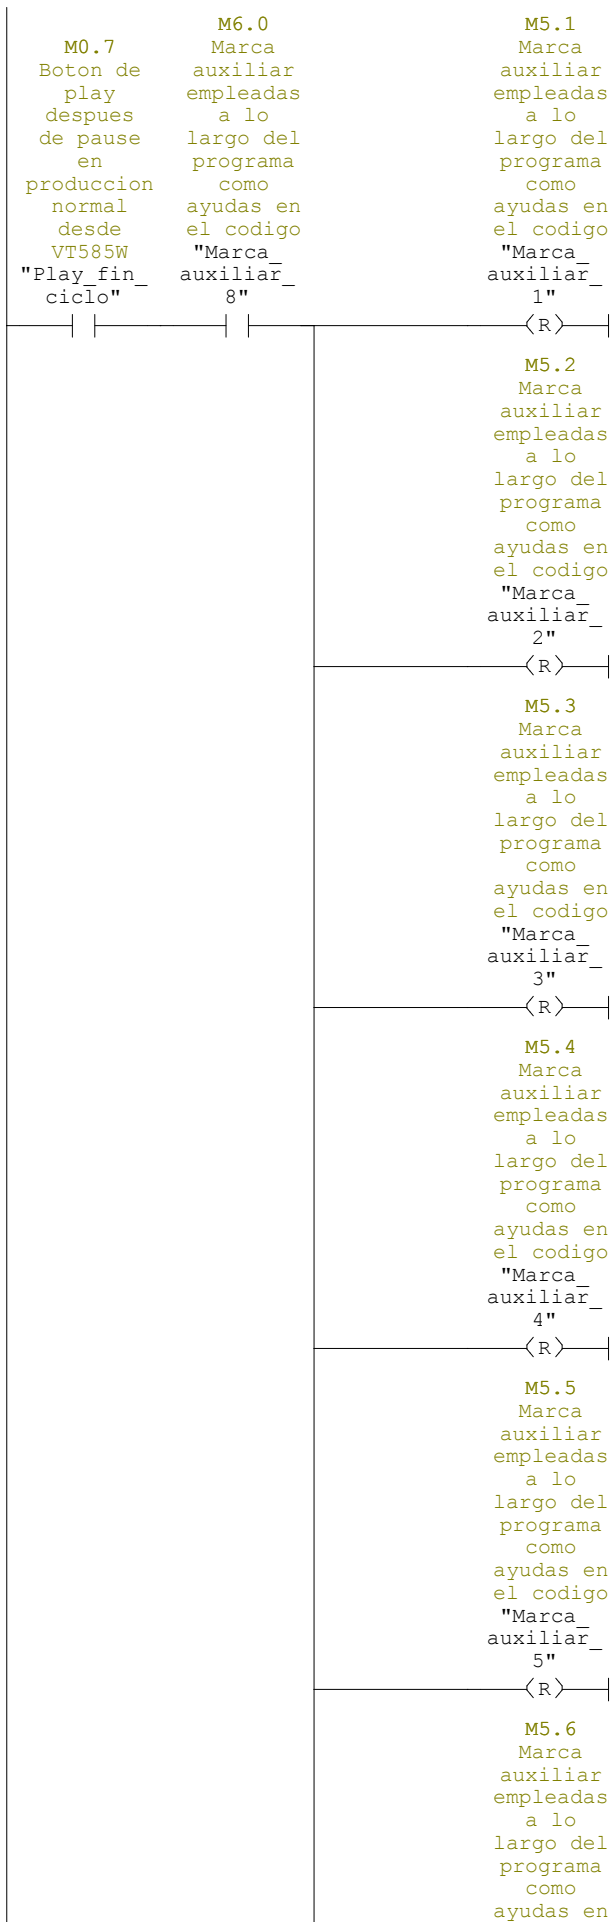 M0.7
Boton de
play
despues
de pause
en
produccion
normal
desde
VT585W
"Play_fin_
ciclo"
M6.0
Marca
auxiliar
empleadas
a lo
largo del
programa
como
ayudas en
el codigo
"Marca_
auxiliar_
8"
M5.1
Marca
auxiliar
empleadas
a lo
largo del
programa
como
ayudas en
el codigo
"Marca_
auxiliar_
1"
R
M5.2
Marca
auxiliar
empleadas
a lo
largo del
programa
como
ayudas en
el codigo
"Marca_
auxiliar_
2"
R
M5.3
Marca
auxiliar
empleadas
a lo
largo del
programa
como
ayudas en
el codigo
"Marca_
auxiliar_
3"
R
M5.4
Marca
auxiliar
empleadas
a lo
largo del
programa
como
ayudas en
el codigo
"Marca_
auxiliar_
4"
R
M5.5
Marca
auxiliar
empleadas
a lo
largo del
programa
como
ayudas en
el codigo
"Marca_
auxiliar_
5"
R
M5.6
Marca
auxiliar
empleadas
a lo
largo del
programa
como
ayudas en